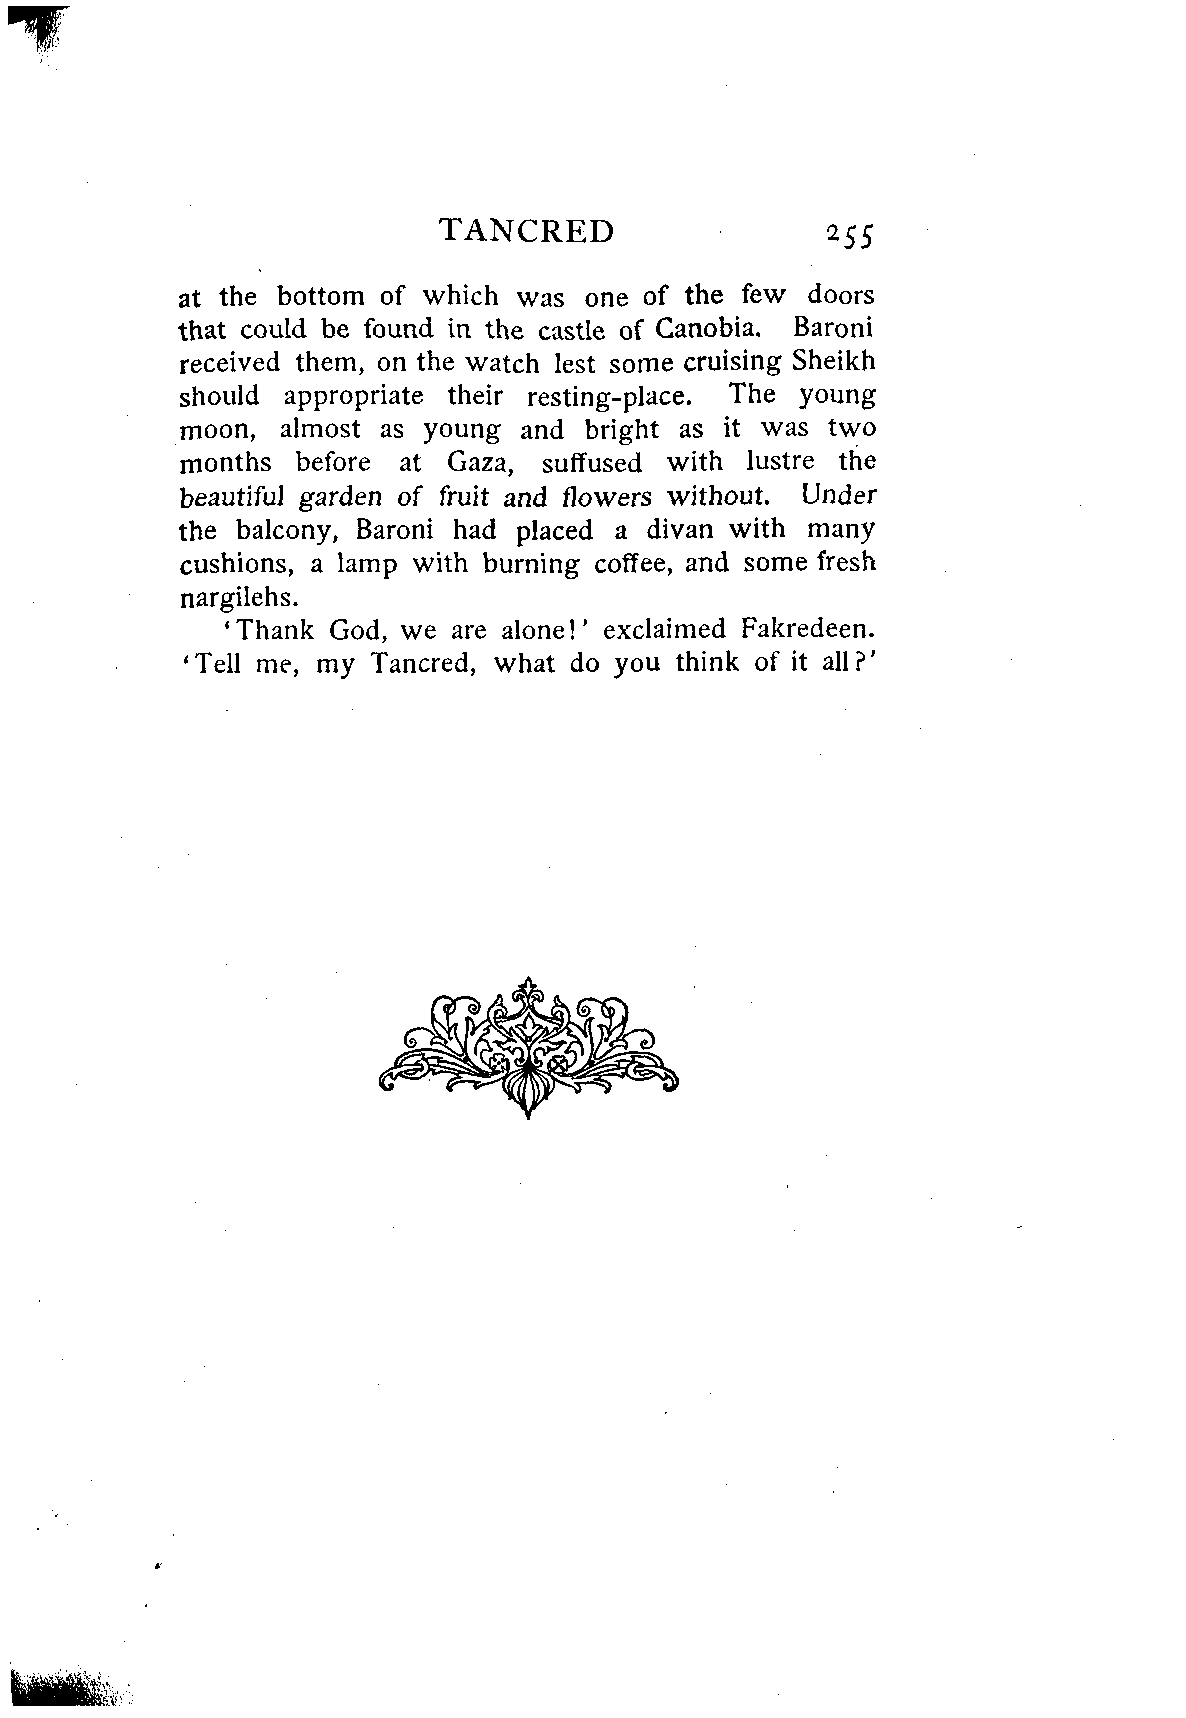 TANCRED 255
at the bottom of which was one of the few doors
that could be found in the castle of Canobia. Baroni
received them, on the watch lest some cruising Sheikh
should appropriate their resting-place. The young
moon, almost as young and bright as it was two
months before at Gaza, suffused with lustre the
beautiful garden of fruit and flowers without. Under
the balcony, Baroni had placed a divan with many
cushions, a lamp with burning coffee, and some fresh
nargilehs.
‘Thank God, we are alone!’ exclaimed Fakredeen.
‘Tell me, my Tancred, what do you think of it all?’